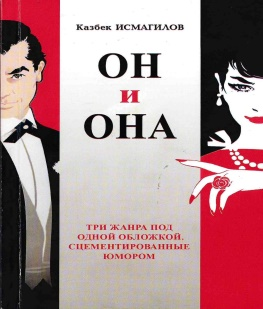 Казбек ИСМАГИЛОВ
ОН
и
ОНА
ТРИ ЖАНРА ПОД
ОДНОЙ ОБЛОЖКОЙ,
СЦЕМЕНТИРОВАННЫЕ
ЮМОРОМ